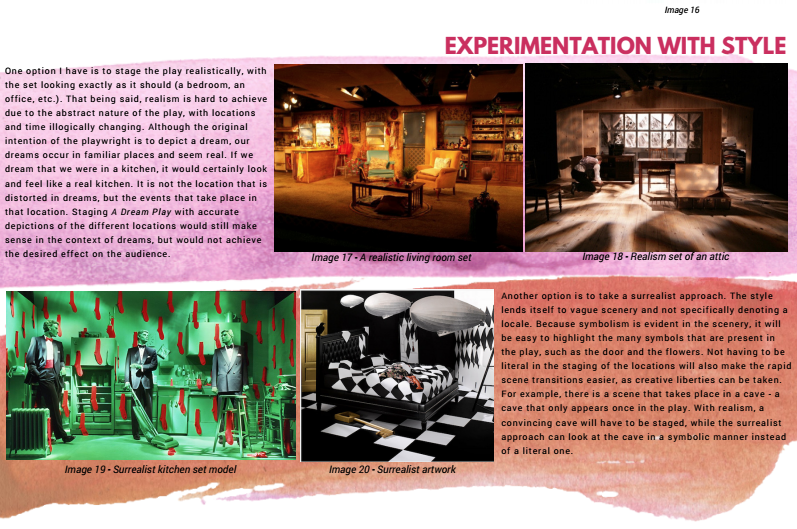 Image 16
EXPERIMENTATION WITH STYLE
One option I have is to stage the play realistically, with
the set looking exactly as it should (a bedroom, an
office, etc.). That being said, realism is hard to achieve
due to the abstract nature of the play, with locations
and time illogically changing. Although the original
intention of the playwright is to depict a dream, our
dreams occur in familiar places and seem real. If we
dream that we were in a kitchen, it would certainly look
and feel like a real kitchen. It is not the location that is
distorted in dreams, but the events that take place in
that location. Staging A Dream Play with accurate
depictions of the different locations would still make
sense in the context of dreams, but would not achieve
the desired effect on the audience.
Image 17 - A realistic living room set
Image 18 - Realism set of an attic
Image 19 - Surrealist kitchen set model
Image 20 - Surrealist artwork
Another option is to take a surrealist approach. The style
lends itself to vague scenery and not specifically denoting a
locale. Because symbolism is evident in the scenery, it will
be easy to highlight the many symbols that are present in
the play, such as the door and the flowers. Not having to be
literal in the staging of the locations will also make the rapid
scene transitions easier, as creative liberties can be taken.
For example, there is a scene that takes place in a cave - a
cave that only appears once in the play. With realism, a
convincing cave will have to be staged, while the surrealist
approach can look at the cave in a symbolic manner instead
of a literal one.